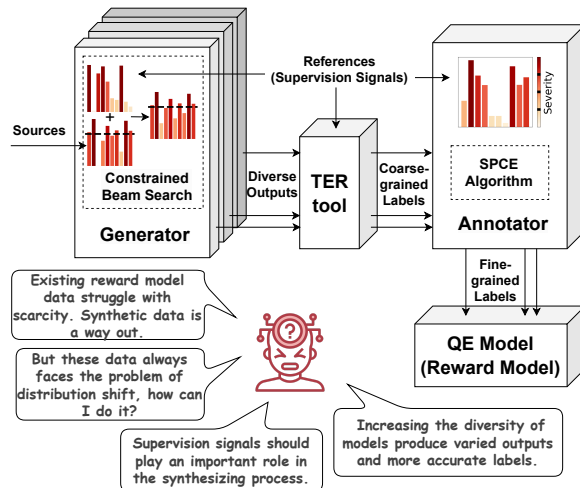 References
(Supervision Signals)
Severity
Sources
+
Constrained
Beam Search
Generator
Diverse
Outputs
TER
tool
Coarse-
grained
Labels
SPCE
Algorithm
Annotator
Fine-
grained
Labels
QE Model
(Reward Model)
Existing reward model
data struggle with
scarcity. Synthetic data is
a way out.
?
But these data always
faces the problem of
distribution shift, how can
I do it?
Supervision signals should
play an important role in
the synthesizing process.
Increasing the diversity of
models produce varied outputs
and more accurate labels.